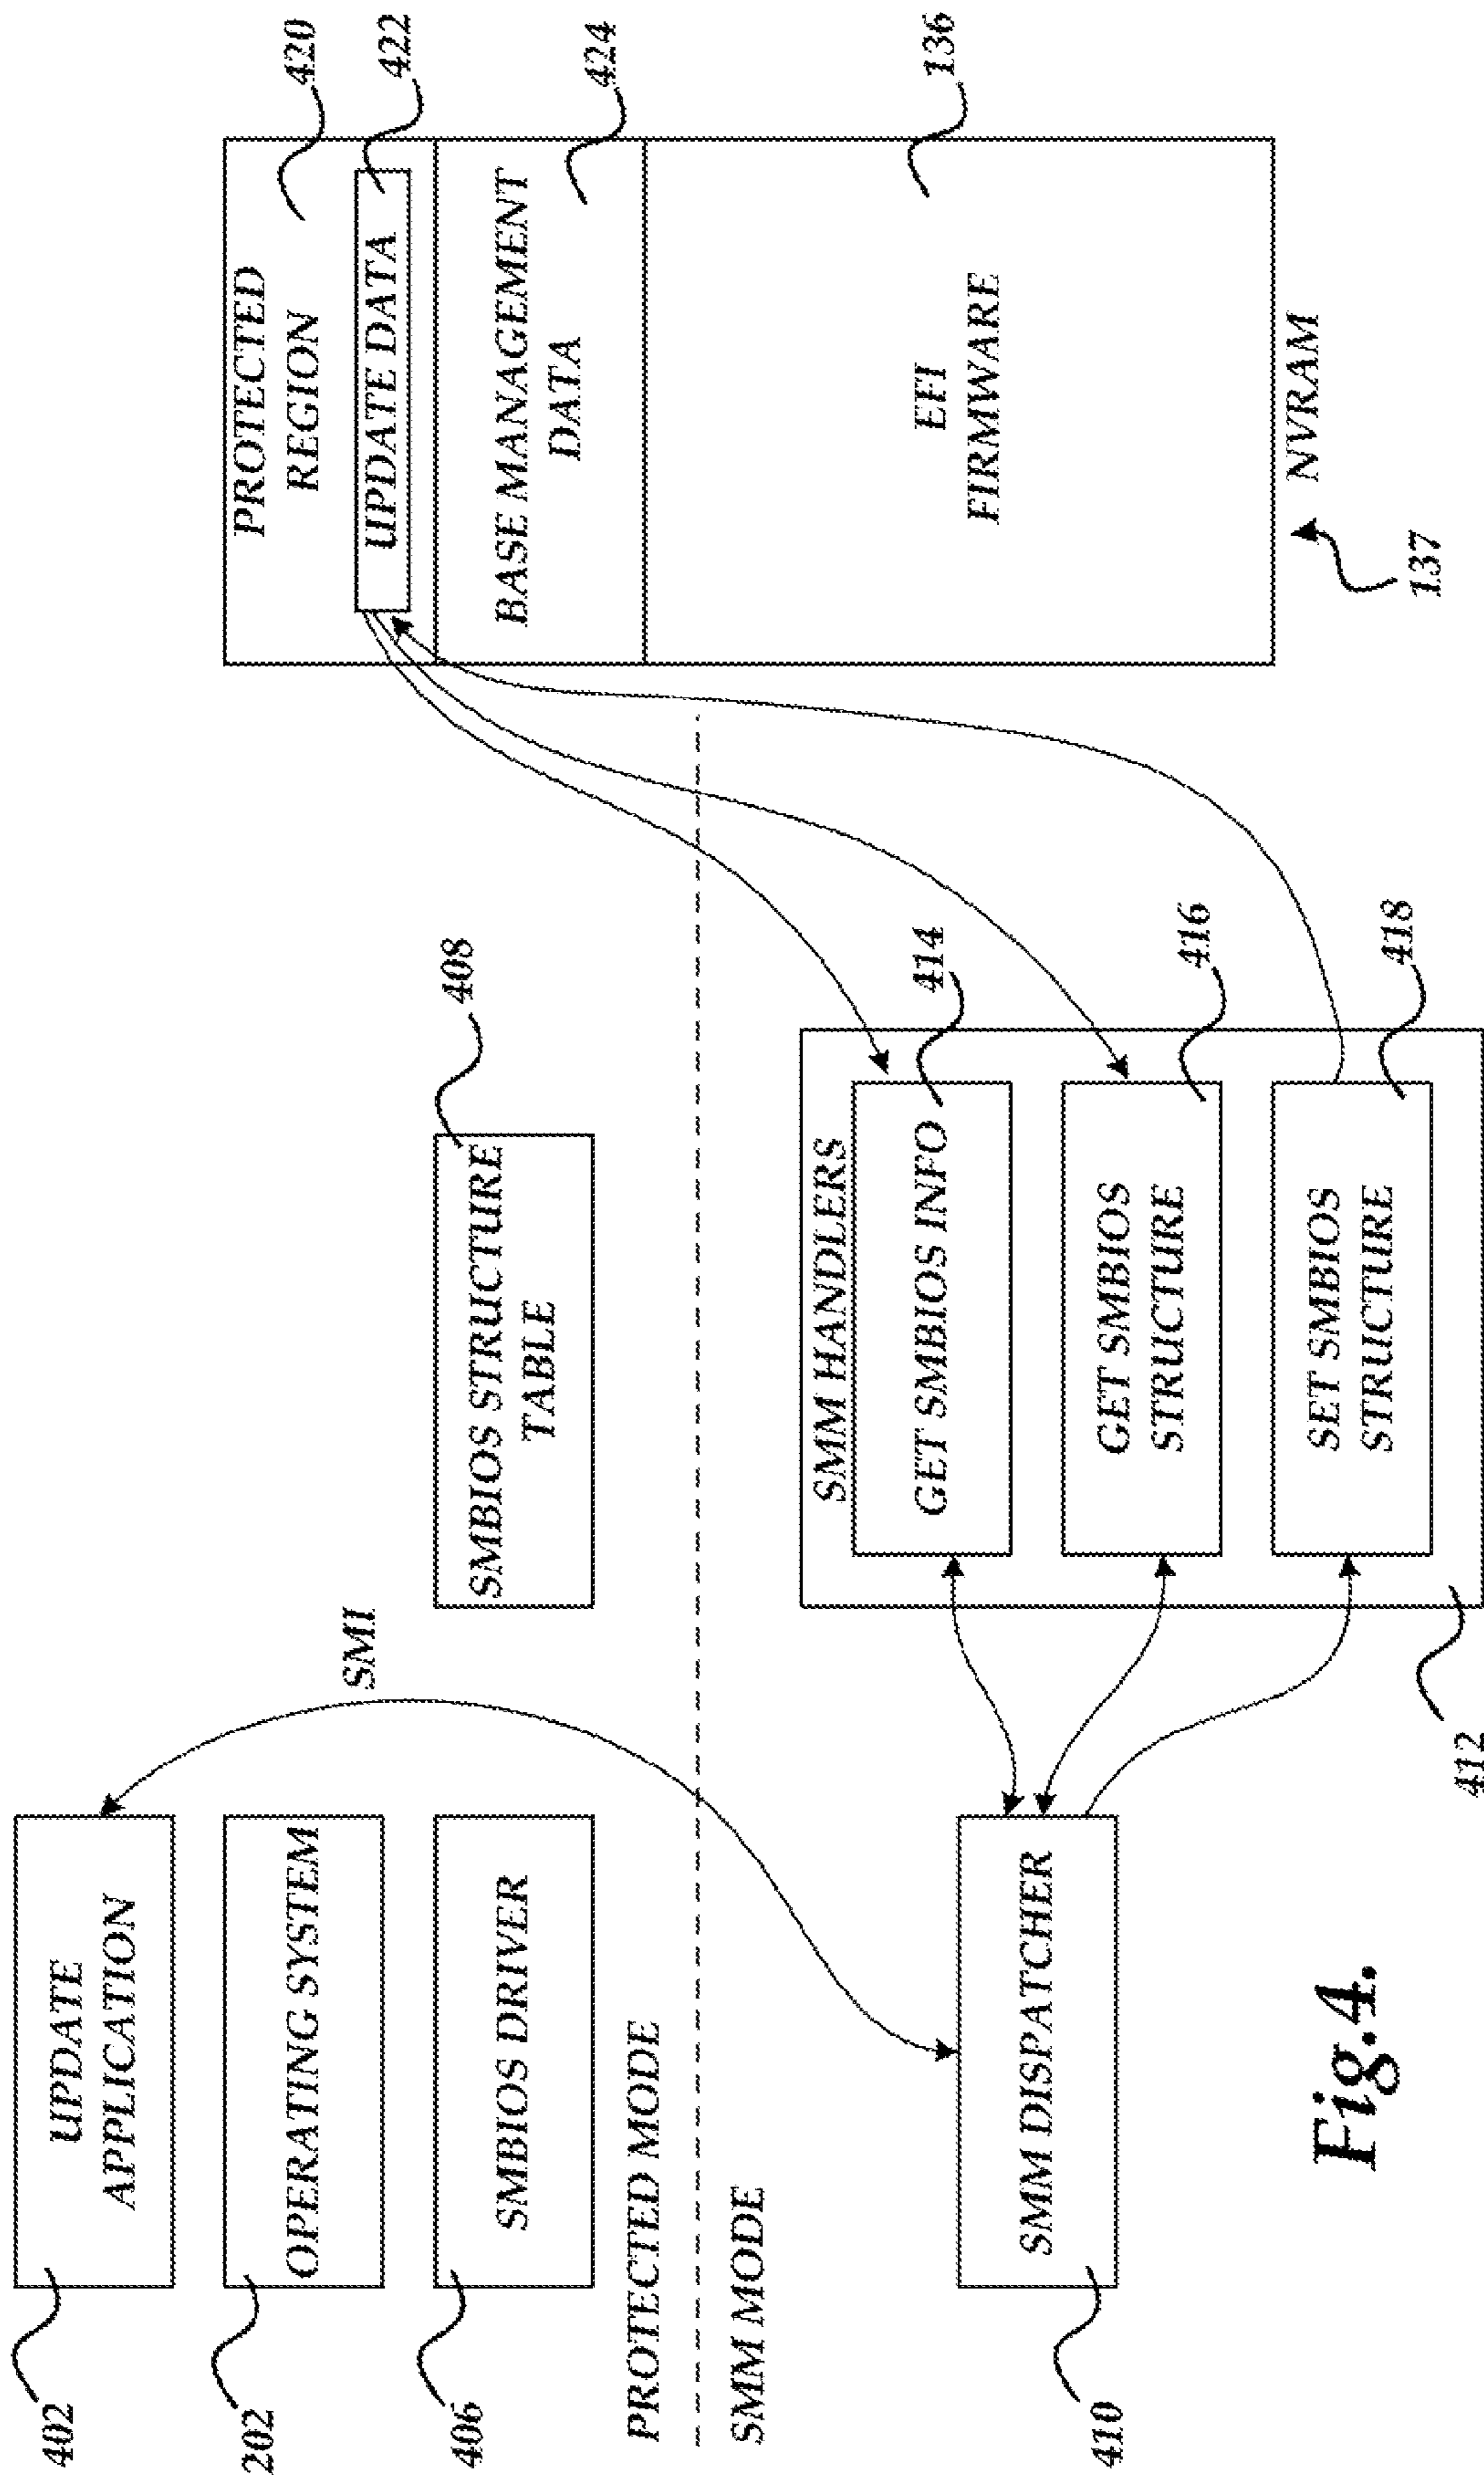 402
UPDATE
APPLICATION
202
OPERATING SYSTEM
406
SMBIOS DRIVER
SMI
SMBIOS STRUCTURE
TABLE
408
PROTECTED MODE
SMM MODE
410
SMM DISPATCHER
SMM HANDLERS
GET SMBIOS INFO
414
GET SMBIOS
STRUCTURE
416
SET SMBIOS
STRUCTURE
418
412
PROTECTED
REGION
420
UPDATE DATA
422
BASE MANAGEMENT
DATA
424
EFI
FIRMWARE
136
NVRAM
137
Fig.4.